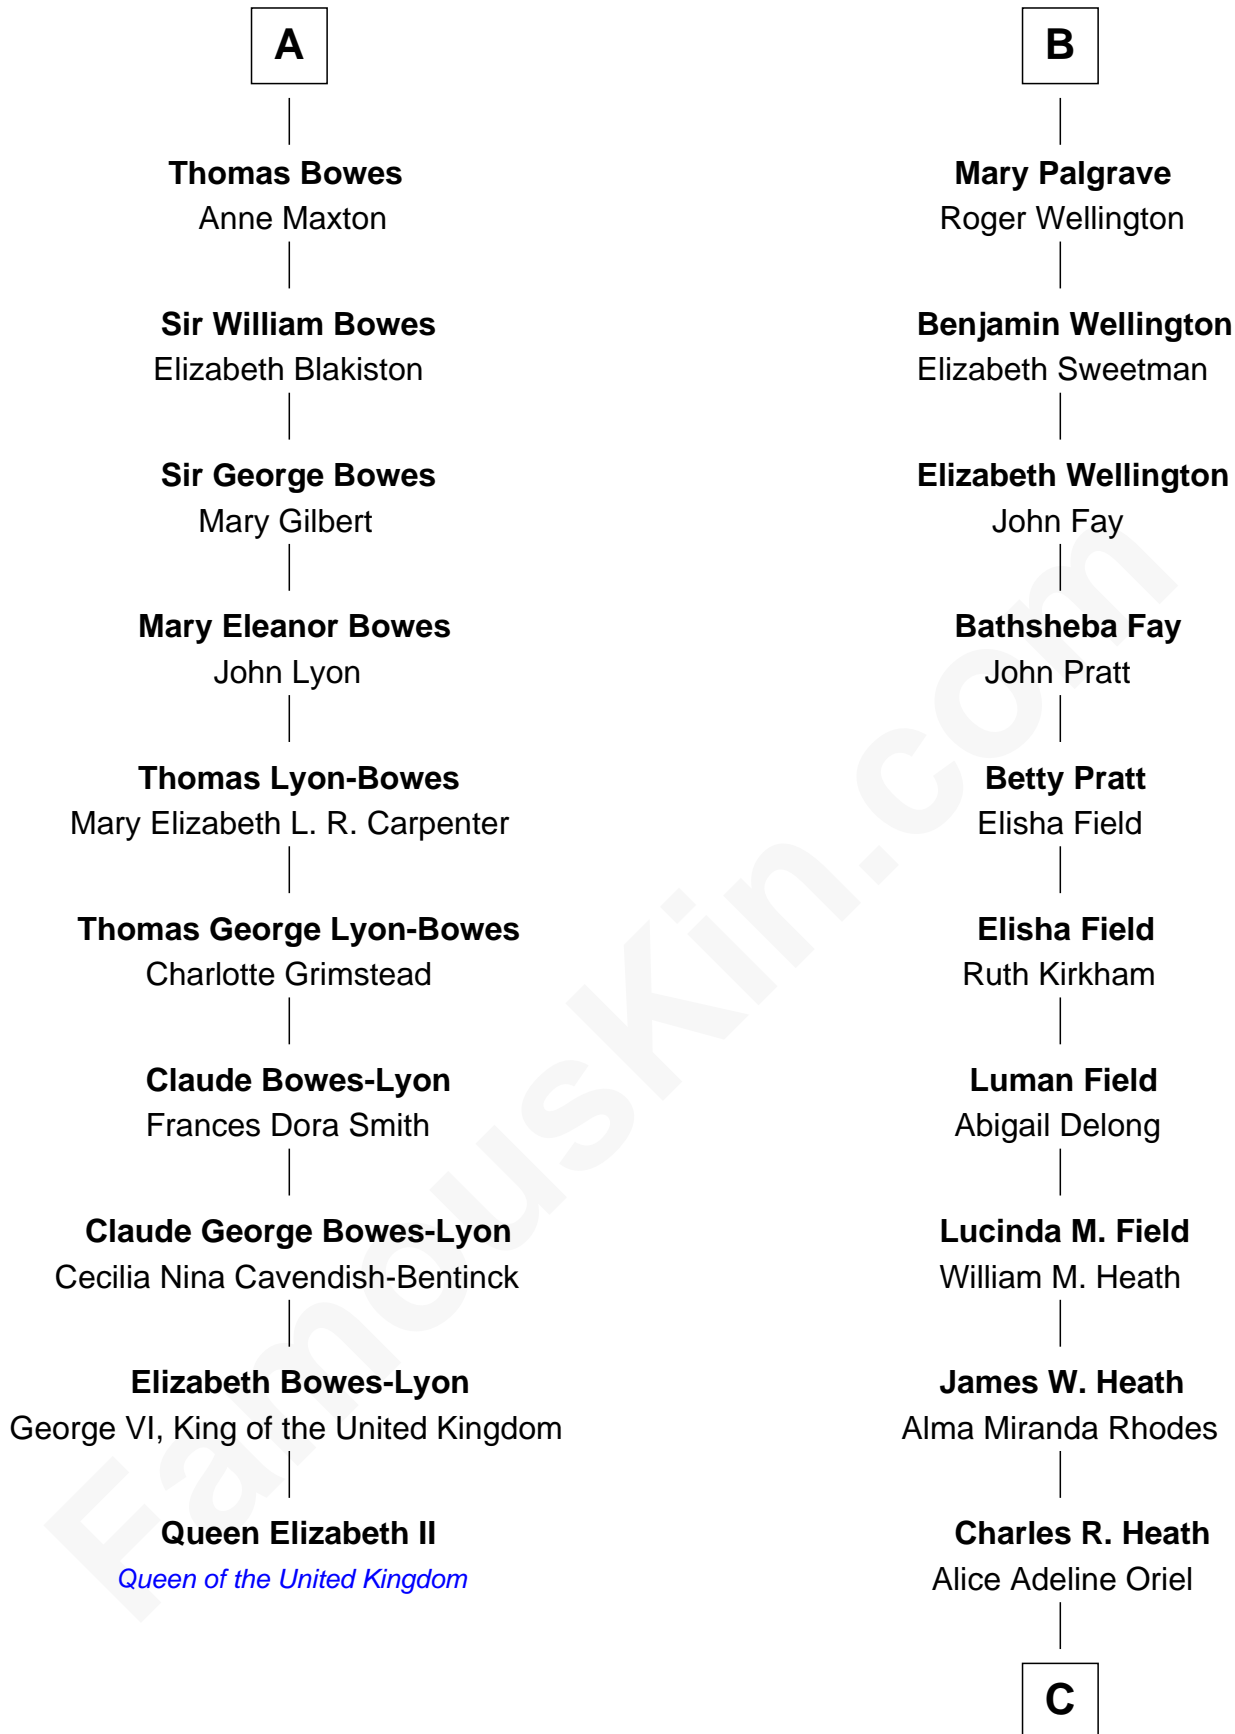 A
Thomas Bowes
Anne Maxton
Sir William Bowes
Elizabeth Blakiston
Sir George Bowes
Mary Gilbert
Mary Eleanor Bowes
John Lyon
Thomas Lyon-Bowes
Mary Elizabeth L. R. Carpenter
Thomas George Lyon-Bowes
Charlotte Grimstead
Claude Bowes-Lyon
Frances Dora Smith
Claude George Bowes-Lyon
Cecilia Nina Cavendish-Bentinck
Elizabeth Bowes-Lyon
George VI, King of the United Kingdom
Queen Elizabeth II
Queen of the United Kingdom
B
Mary Palgrave
Roger Wellington
Benjamin Wellington
Elizabeth Sweetman
Elizabeth Wellington
John Fay
Bathsheba Fay
John Pratt
Betty Pratt
Elisha Field
Elisha Field
Ruth Kirkham
Luman Field
Abigail Delong
Lucinda M. Field
William M. Heath
James W. Heath
Alma Miranda Rhodes
Charles R. Heath
Alice Adeline Oriel
C
FamousKin.com